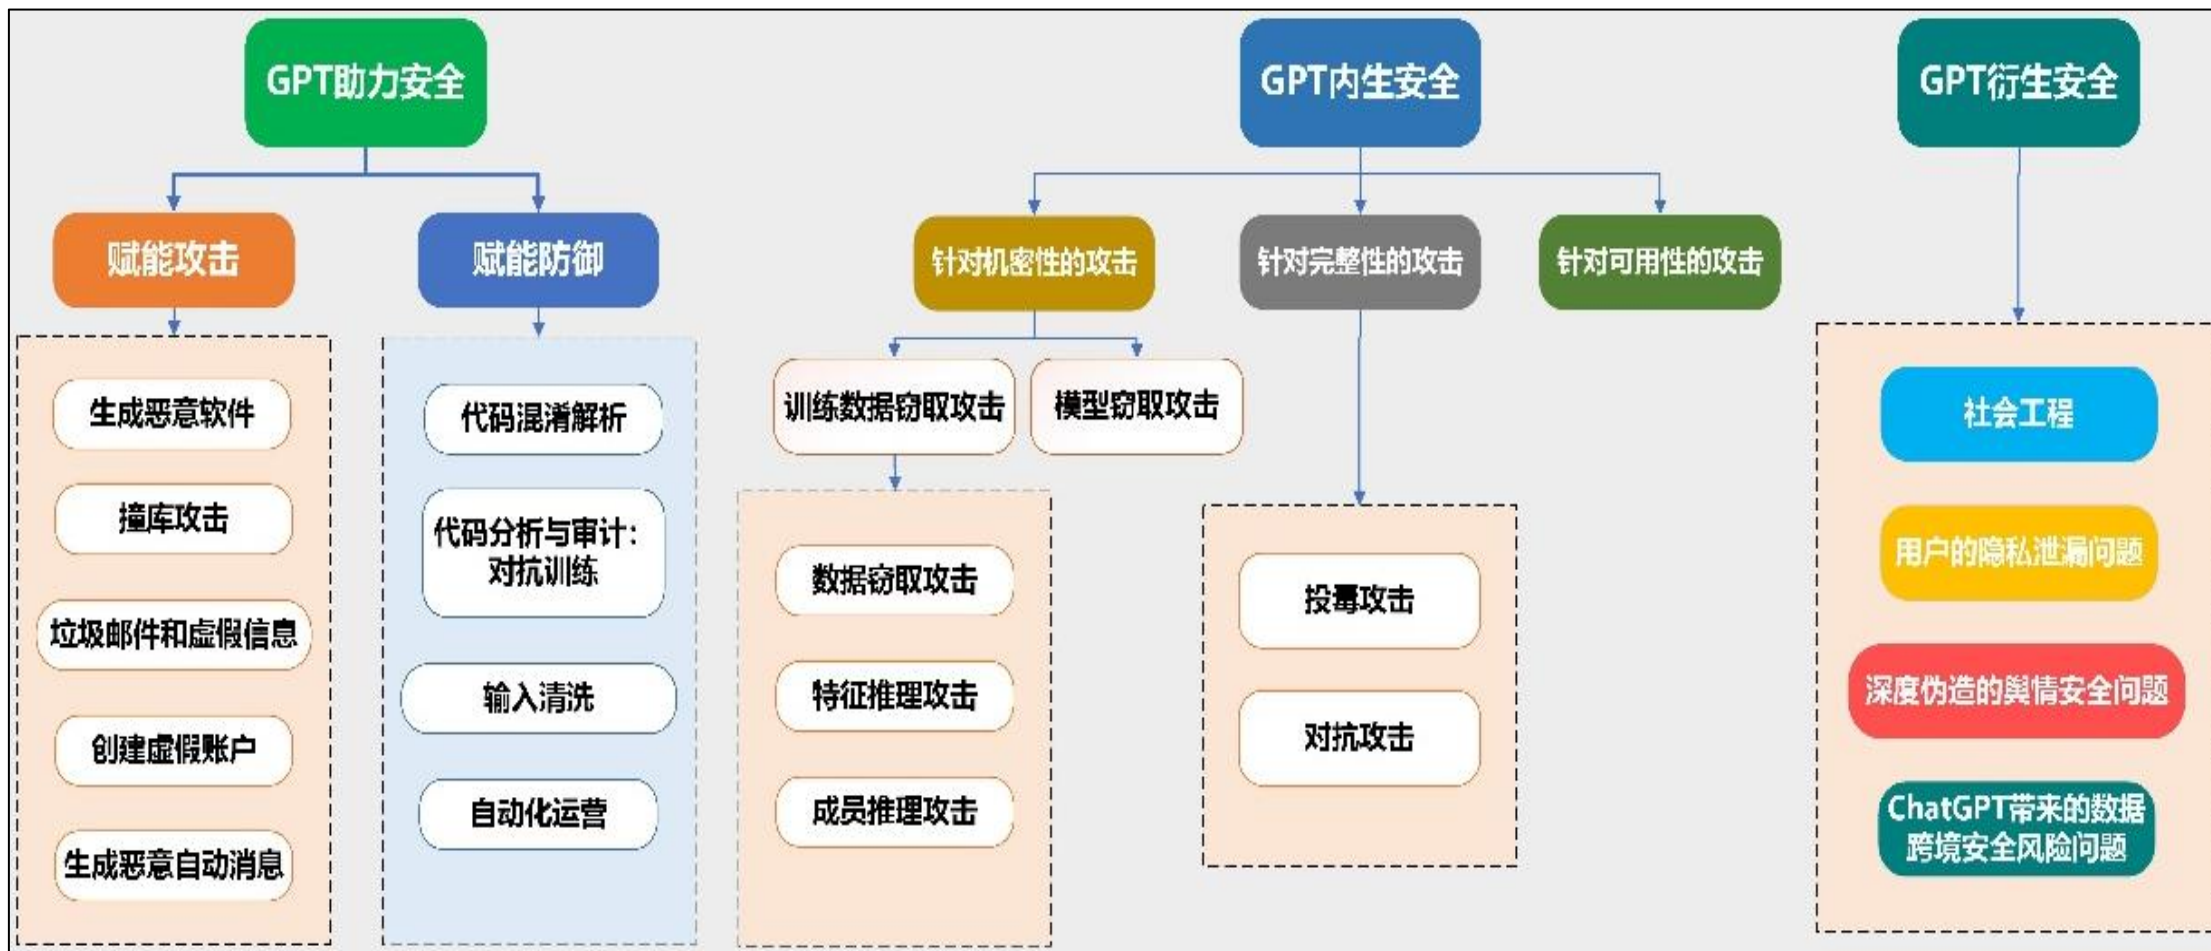 GPT助力安全
GPT内生安全
GPT衍生安全
赋能攻击
赋能防御
针对机密性的攻击
针对完整性的攻击
针对可用性的攻击
生成恶意软件
撞库攻击
垃圾邮件和虚假信息
创建虚假账户
生成恶意自动消息
代码混淆解析
代码分析与审计：
对抗训练
输入清洗
自动化运营
训练数据窃取攻击
模型窃取攻击
数据窃取攻击
特征推理攻击
成员推理攻击
投毒攻击
对抗攻击
社会工程
用户的隐私泄漏问题
深度伪造的舆情安全问题
ChatGPT带来的数据
跨境安全风险问题